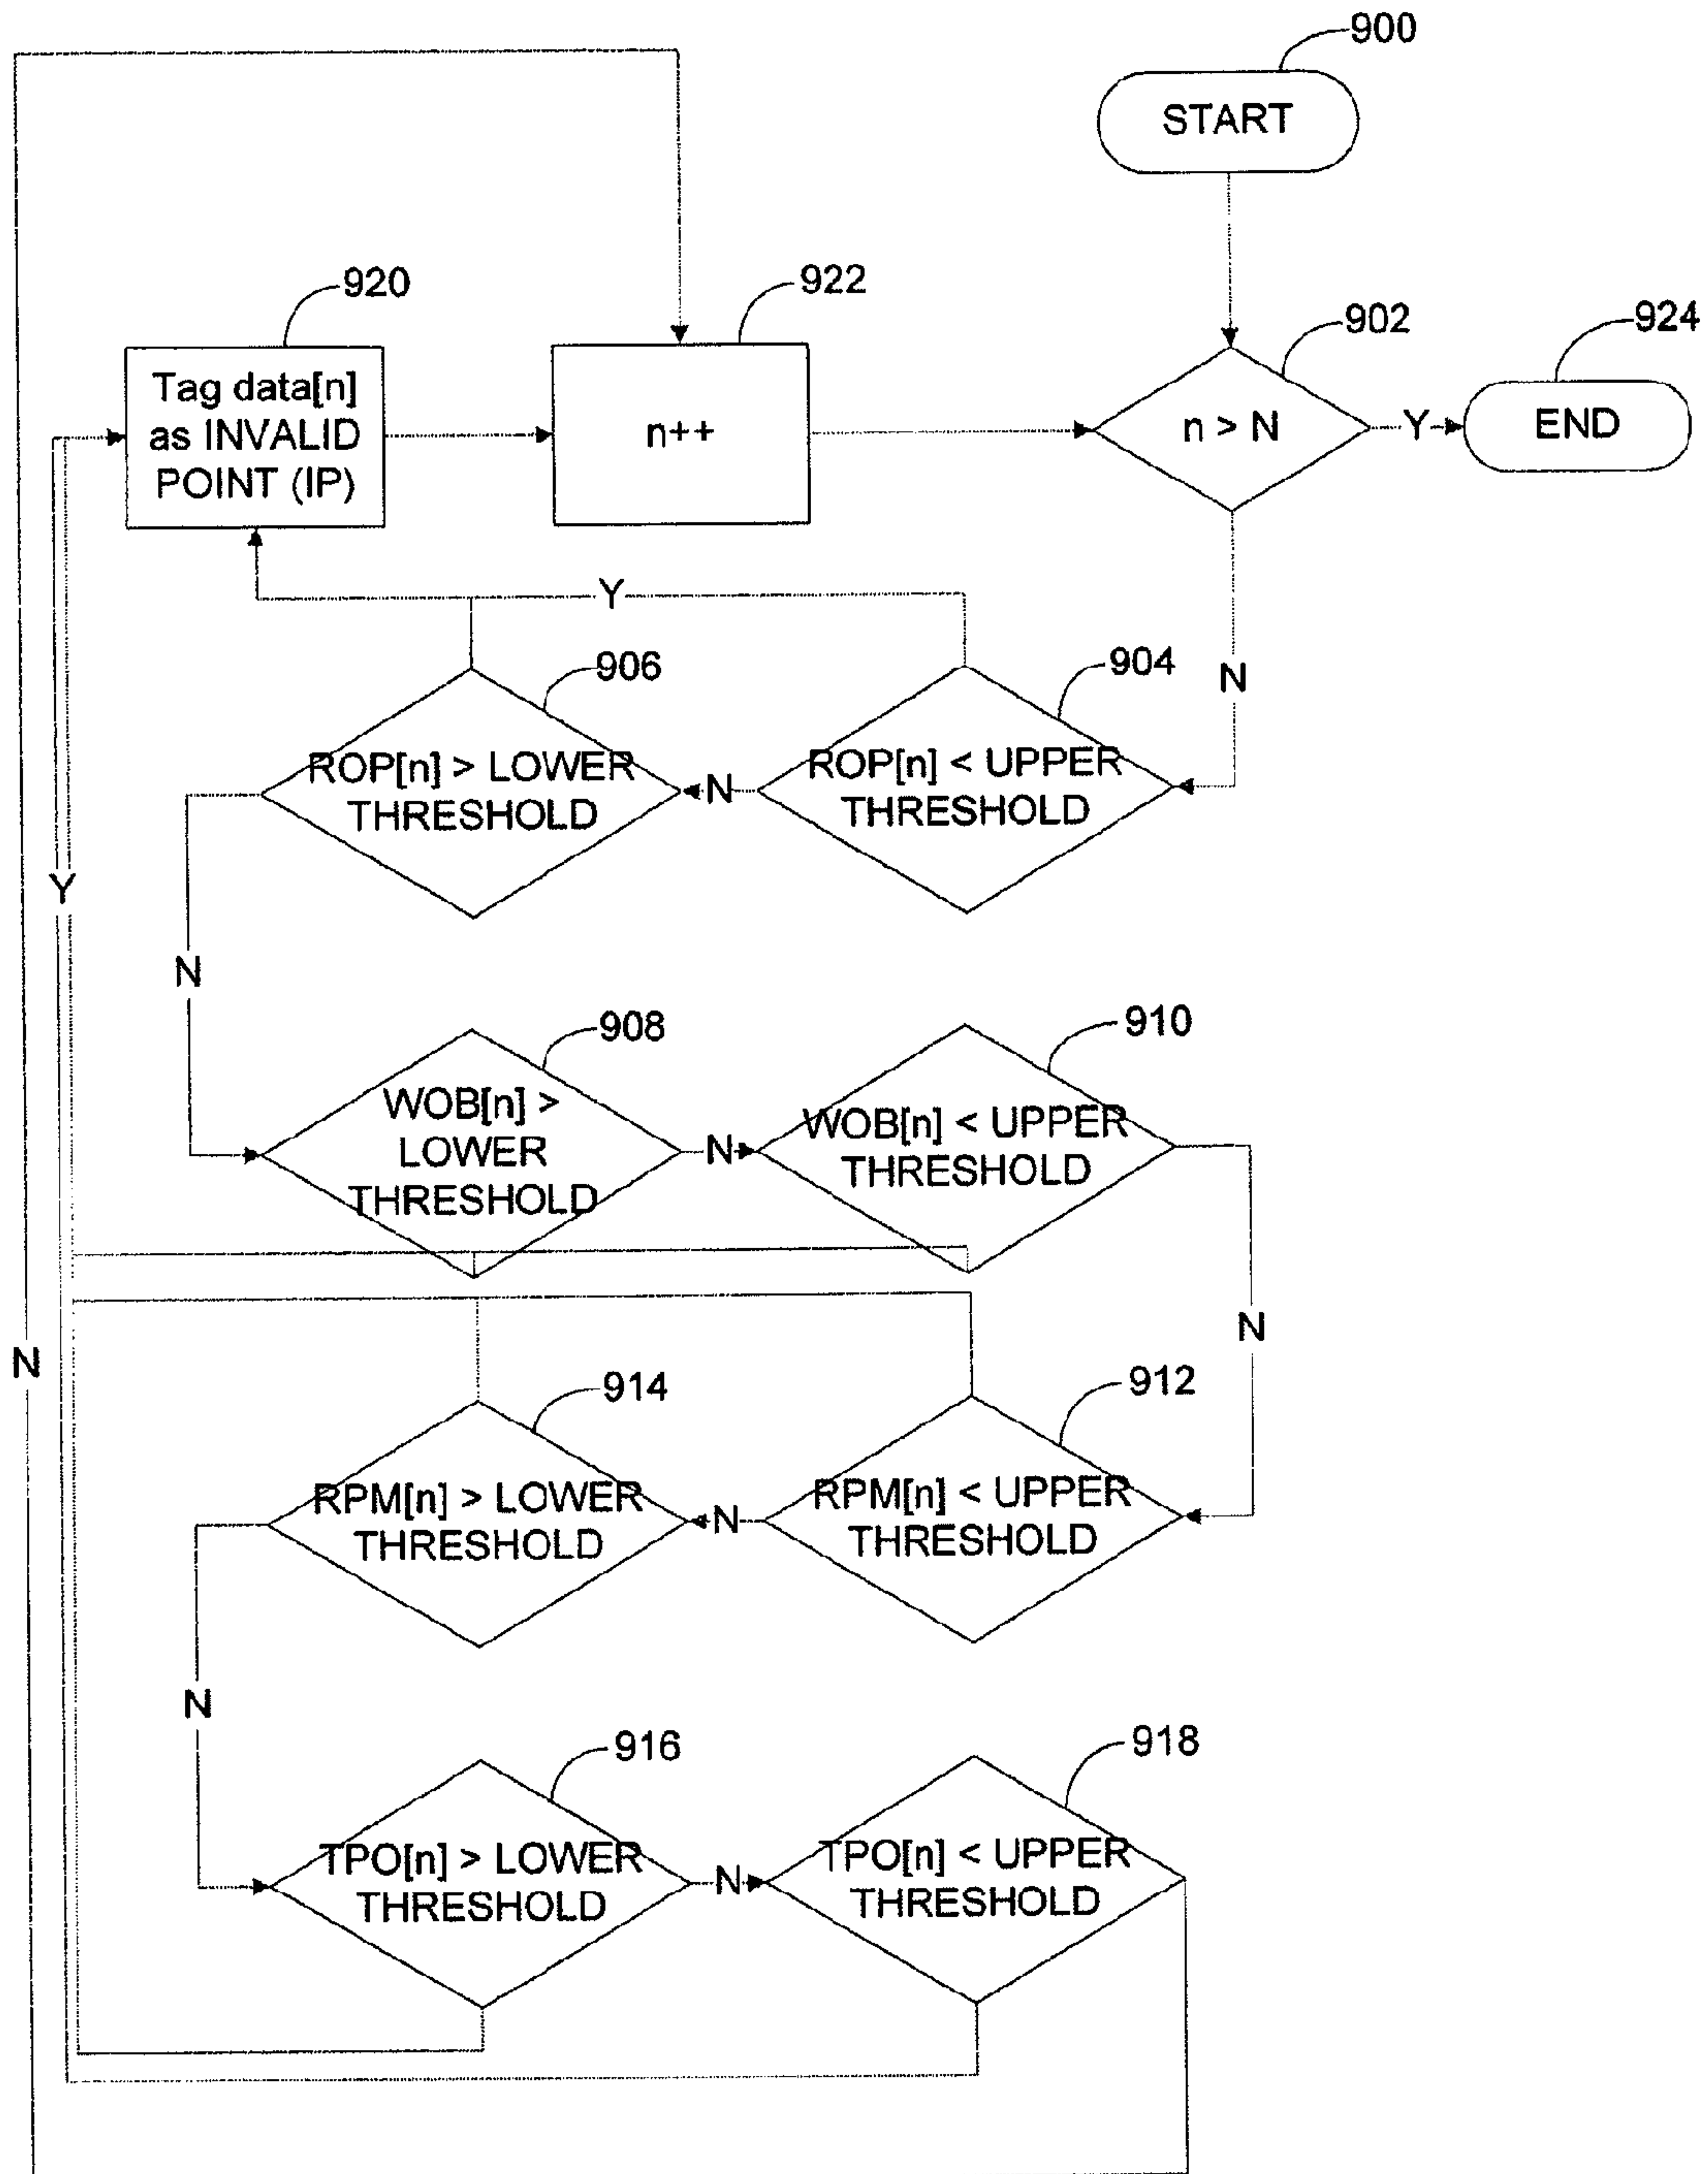 900
START
920
922
902
924
Tag data[n]
as INVALID
POINT (IP)
n++
n > N
Y
END
Y
N
906
904
ROP[n] > LOWER
THRESHOLD
N
ROP[n] < UPPER
THRESHOLD
Y
N
908
910
WOB[n] >
LOWER
THRESHOLD
N
WOB[n] < UPPER
THRESHOLD
N
N
914
912
RPM[n] > LOWER
THRESHOLD
N
RPM[n] < UPPER
THRESHOLD
N
916
918
TPO[n] > LOWER
THRESHOLD
N
TPO[n] < UPPER
THRESHOLD